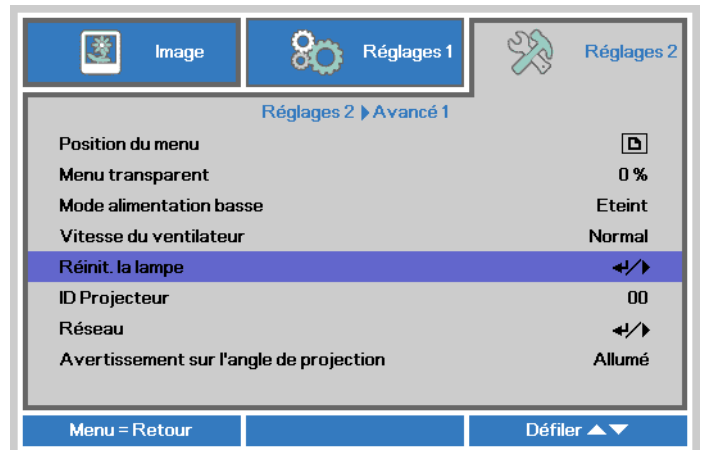 Image
Réglages 1
Réglages 2
Réglages 2 Avancé 1
Position du menu
Menu transparent 0 %
Mode alimentation basse Eteint
Vitesse du ventilateur Normal
Réinit. la lampe
ID Projecteur 00
Réseau
Avertissement sur l'angle de projection Allumé
Menu = Retour
Défiler